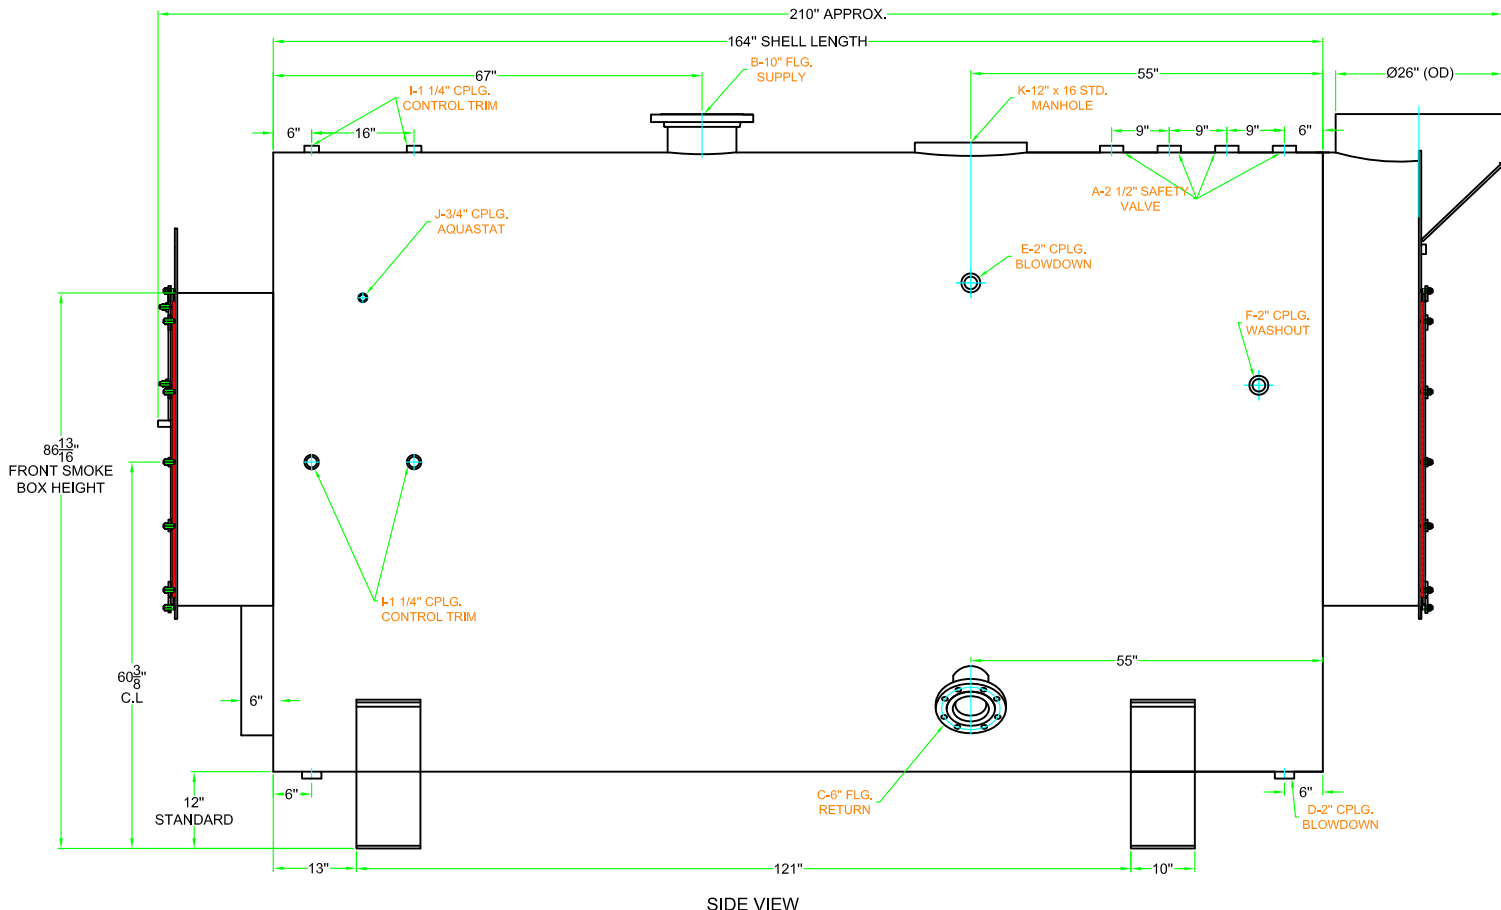 210" APPROX.
164" SHELL LENGTH
B-10" FLG.
SUPPLY
67"
55"
Ø26" (OD)
I-1 1/4" CPLG.
CONTROL TRIM
K-12" x 16 STD.
MANHOLE
6"
16"
9"
9"
9"
6"
A-2 1/2" SAFETY
VALVE
J-3/4" CPLG.
AQUASTAT
E-2" CPLG.
BLOWDOWN
F-2" CPLG.
WASHOUT
86 13/16"
FRONT SMOKE
BOX HEIGHT
I-1 1/4" CPLG.
CONTROL TRIM
60 3/8"
C.L
55"
6"
6"
12"
STANDARD
C-6" FLG.
RETURN
6"
D-2" CPLG.
BLOWDOWN
13"
121"
10"
SIDE VIEW